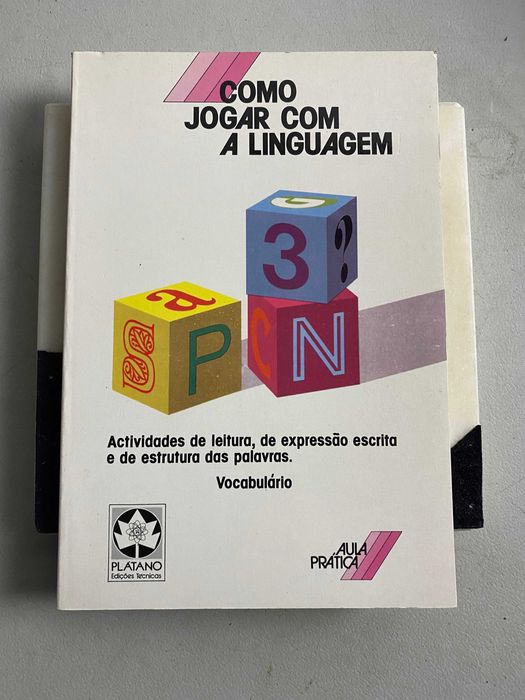 COMO
JOGAR COM
A LINGUAGEM
G
3 ?
a
B P C N
Actividades de leitura, de expressão escrita
e de estrutura das palavras.
Vocabulário
PLÁTANO
Edições Técnicas
AULA
PRÁTICA